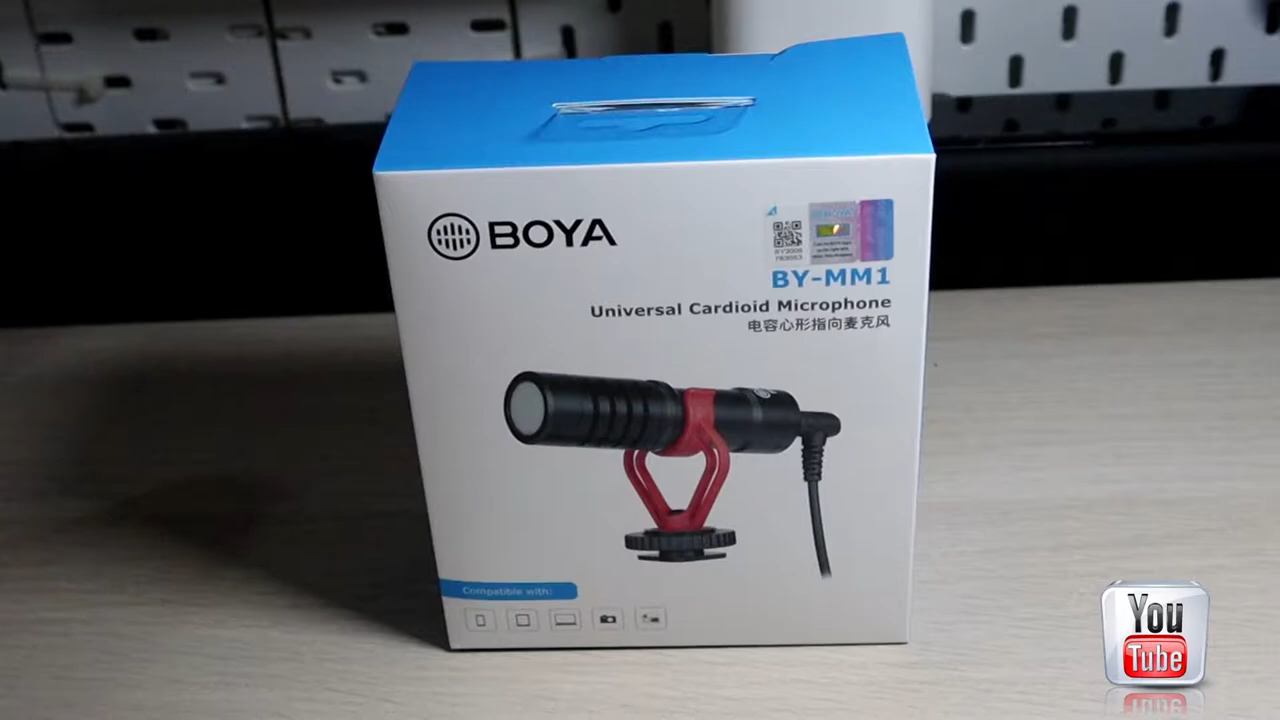 BOYA
BY-MM1
Universal Cardioid Microphone
电容心形指向麦克风
Compatible with:
You
Tube